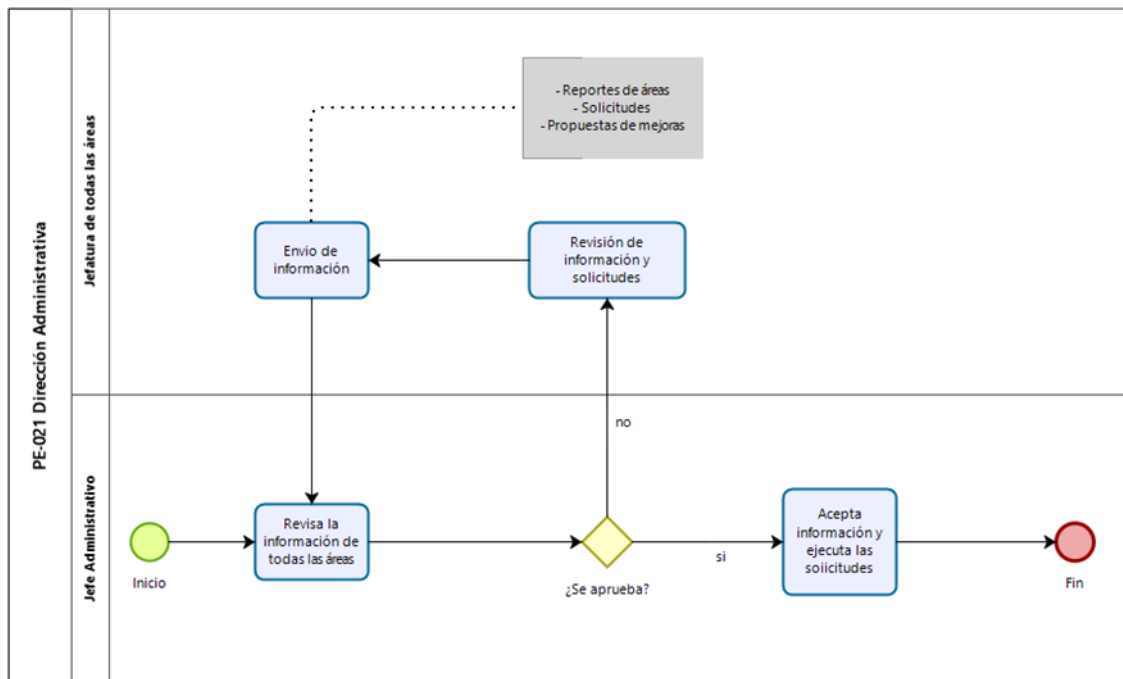 PE-021 Dirección Administrativa
Jefatura de todas las áreas
- Reportes de áreas
- Solicitudes
- Propuestas de mejoras
Envio de
información
Revisión de
información y
solicitudes
Jefe Administrativo
Inicio
Revisa la
información de
todas las áreas
¿Se aprueba?
no
si
Acepta
información y
ejecuta las
soiicitudes
Fin